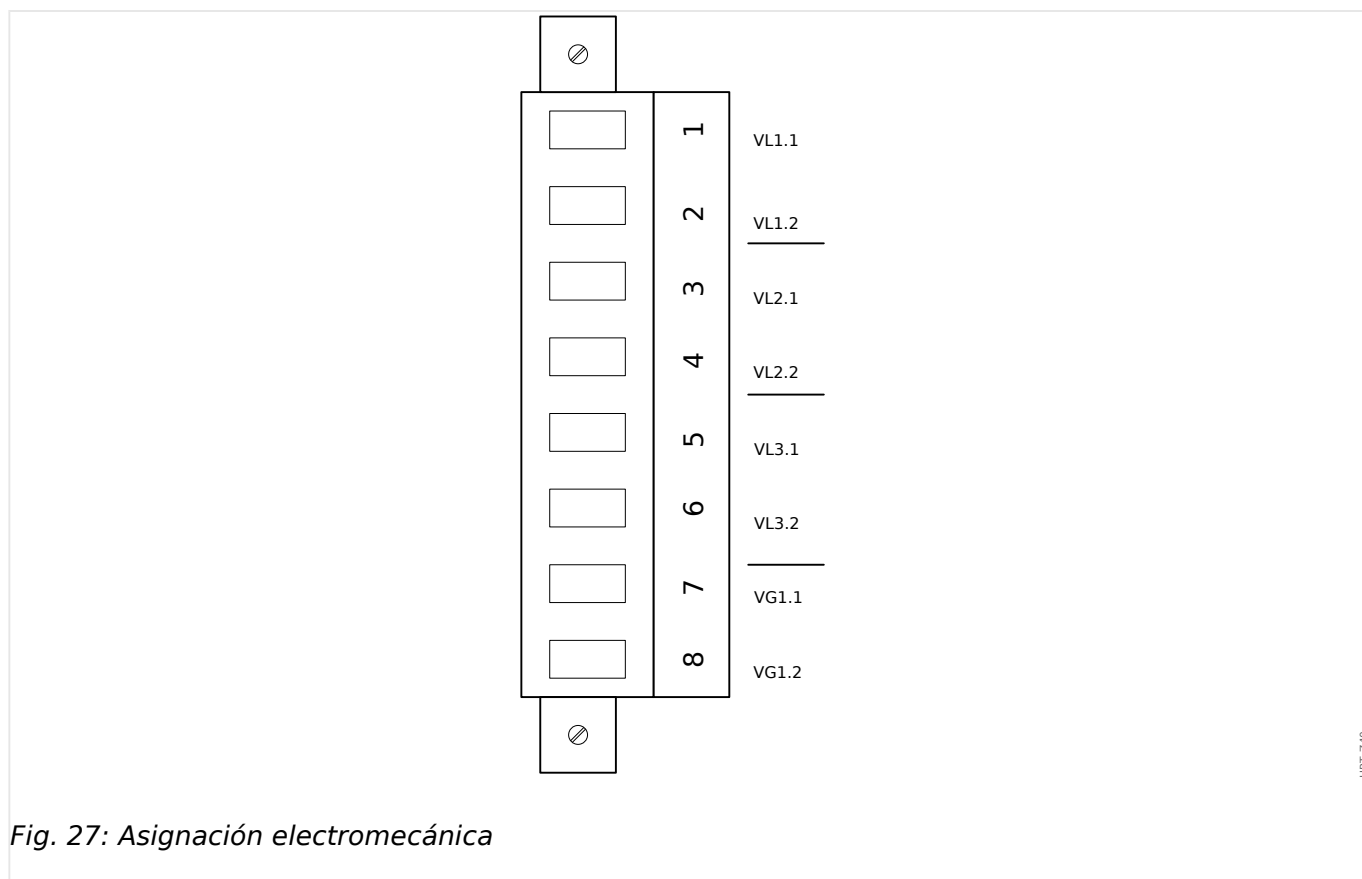 1
VL1.1
2
VL1.2
3
VL2.1
4
VL2.2
5
VL3.1
6
VL3.2
7
VG1.1
8
VG1.2
Fig. 27: Asignación electromecánica